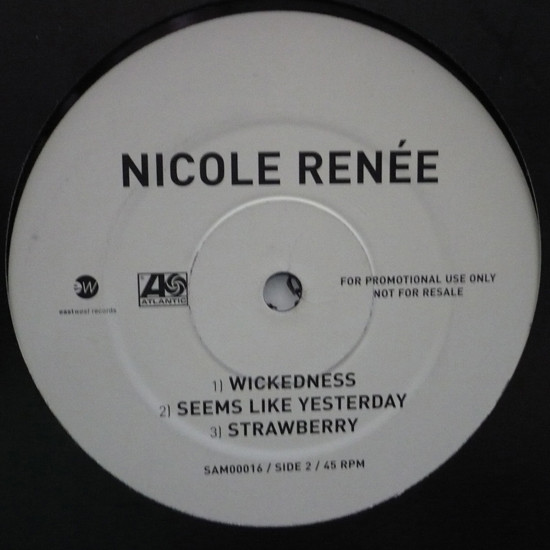 NICOLE RENÉE
EW
eastwest records
ATLANTIC
FOR PROMOTIONAL USE ONLY
NOT FOR RESALE
1) WICKEDNESS
2) SEEMS LIKE YESTERDAY
3) STRAWBERRY
SAM00016 / SIDE 2 / 45 RPM